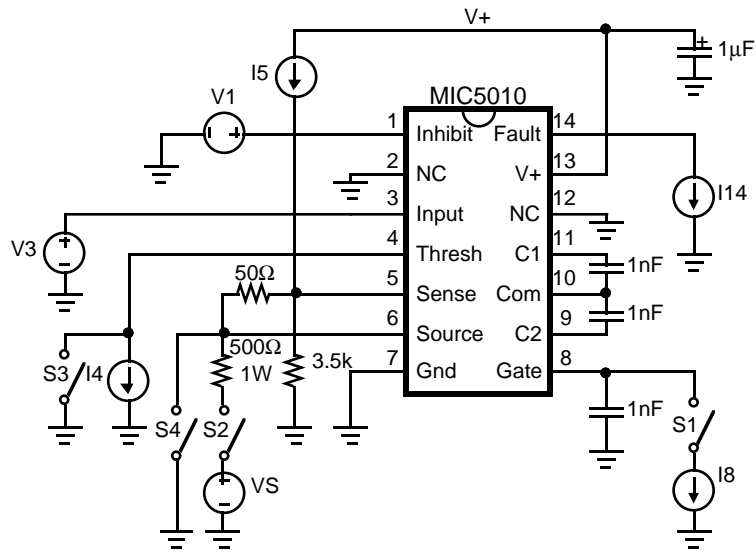 V+
I5
1μF
+
V1
MIC5010
1 Inhibit Fault 14
2 NC V+ 13
3 Input NC 12
4 Thresh C1 11
5 Sense Com 10
6 Source C2 9
7 Gnd Gate 8
I14
V3
1nF
1nF
50Ω
500Ω
1W
3.5k
S3
I4
S4
S2
VS
1nF
S1
I8